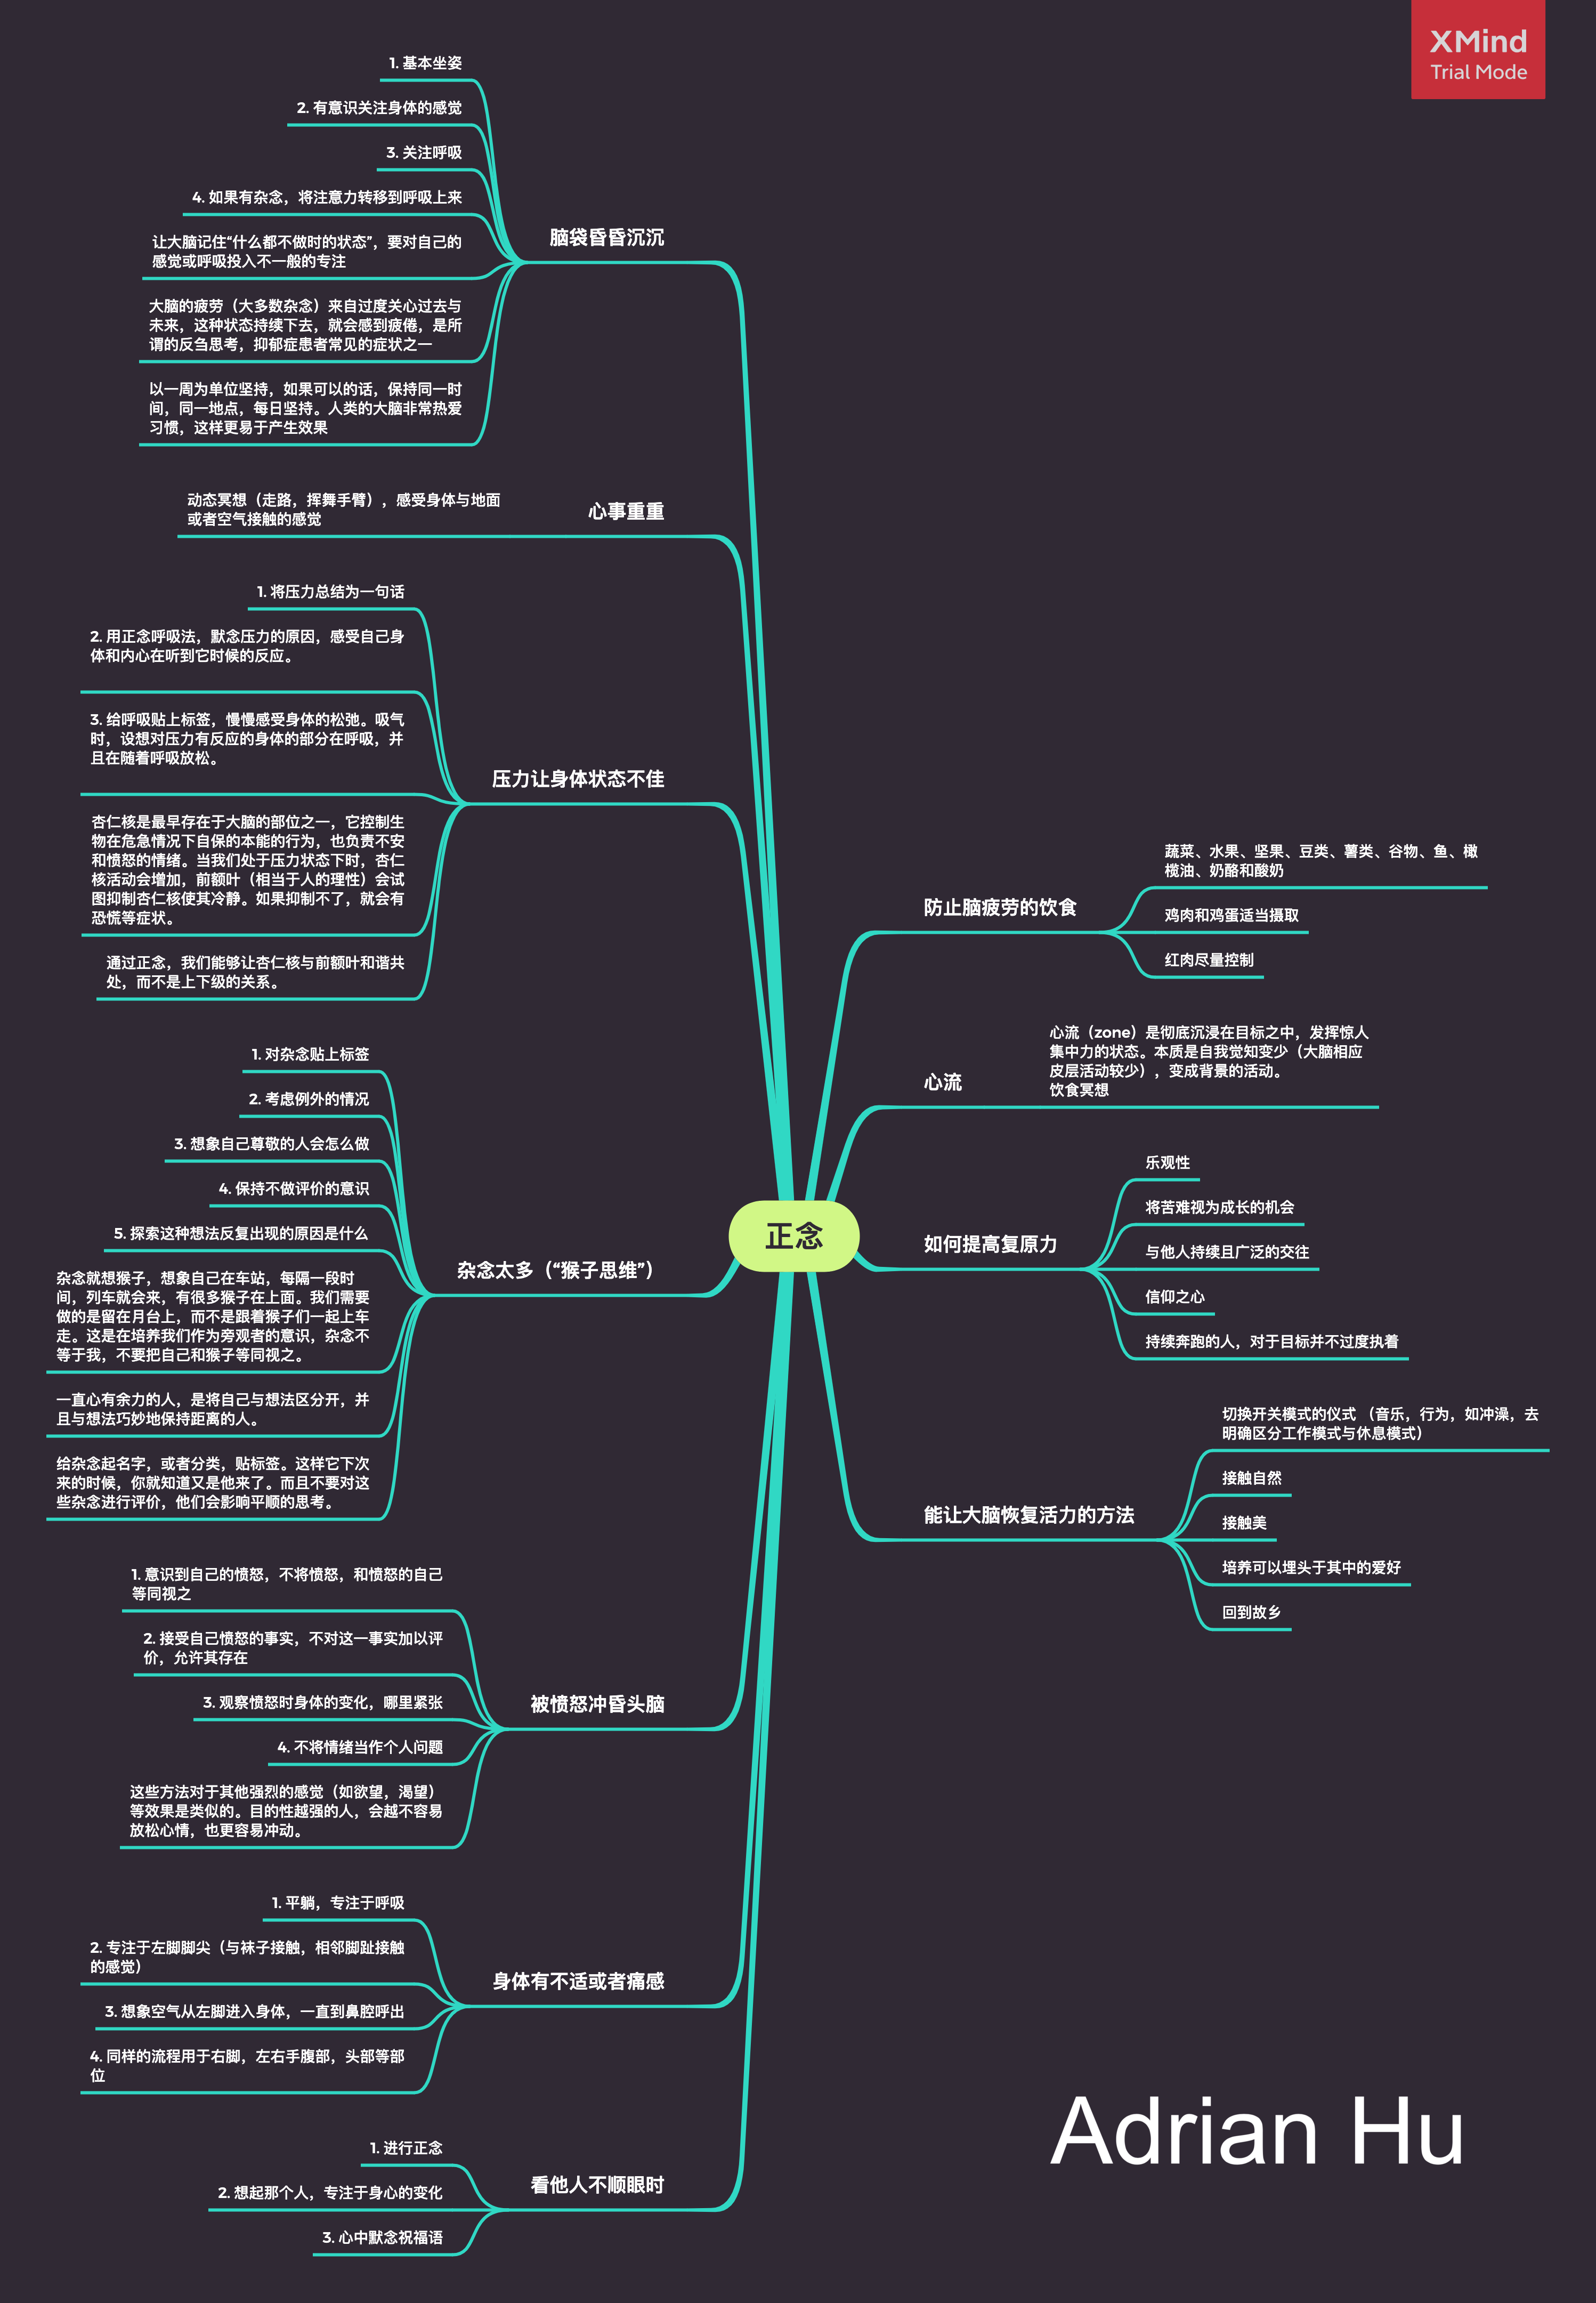 XMind
Trial Mode
1. 基本坐姿
2. 有意识关注身体的感觉
3. 关注呼吸
4. 如果有杂念，将注意力转移到呼吸上来
让大脑记住“什么都不做时的状态”，要对自己的
感觉或呼吸投入不一般的专注
大脑的疲劳（大多数杂念）来自过度关心过去与
未来，这种状态持续下去，就会感到疲倦，是所
谓的反刍思考，抑郁症患者常见的症状之一
以一周为单位坚持，如果可以的话，保持同一时
间，同一地点，每日坚持。人类的大脑非常热爱
习惯，这样更易于产生效果
脑袋昏昏沉沉
动态冥想（走路，挥舞手臂），感受身体与地面
或者空气接触的感觉
心事重重
1. 将压力总结为一句话
2. 用正念呼吸法，默念压力的原因，感受自己身
体和内心在听到它时候的反应。
3. 给呼吸贴上标签，慢慢感受身体的松弛。吸气
时，设想对压力有反应的身体的部分在呼吸，并
且在随着呼吸放松。
杏仁核是最早存在于大脑的部位之一，它控制生
物在危急情况下自保的本能的行为，也负责不安
和愤怒的情绪。当我们处于压力状态下时，杏仁
核活动会增加，前额叶（相当于人的理性）会试
图抑制杏仁核使其冷静。如果抑制不了，就会有
恐慌等症状。
通过正念，我们能够让杏仁核与前额叶和谐共
处，而不是上下级的关系。
压力让身体状态不佳
1. 对杂念贴上标签
2. 考虑例外的情况
3. 想象自己尊敬的人会怎么做
4. 保持不做评价的意识
5. 探索这种想法反复出现的原因是什么
杂念就想猴子，想象自己在车站，每隔一段时
间，列车就会来，有很多猴子在上面。我们需要
做的是留在月台上，而不是跟着猴子们一起上车
走。这是在培养我们作为旁观者的意识，杂念不
等于我，不要把自己和猴子等同视之。
一直心有余力的人，是将自己与想法区分开，并
且与想法巧妙地保持距离的人。
给杂念起名字，或者分类，贴标签。这样它下次
来的时候，你就知道又是他来了。而且不要对这
些杂念进行评价，他们会影响平顺的思考。
杂念太多（“猴子思维”）
1. 意识到自己的愤怒，不将愤怒，和愤怒的自己
等同视之
2. 接受自己愤怒的事实，不对这一事实加以评
价，允许其存在
3. 观察愤怒时身体的变化，哪里紧张
4. 不将情绪当作个人问题
这些方法对于其他强烈的感觉（如欲望，渴望）
等效果是类似的。目的性越强的人，会越不容易
放松心情，也更容易冲动。
被愤怒冲昏头脑
1. 平躺，专注于呼吸
2. 专注于左脚脚尖（与袜子接触，相邻脚趾接触
的感觉）
3. 想象空气从左脚进入身体，一直到鼻腔呼出
4. 同样的流程用于右脚，左右手腹部，头部等部
位
身体有不适或者痛感
1. 进行正念
2. 想起那个人，专注于身心的变化
3. 心中默念祝福语
看他人不顺眼时
正念
防止脑疲劳的饮食
蔬菜、水果、坚果、豆类、薯类、谷物、鱼、橄
榄油、奶酪和酸奶
鸡肉和鸡蛋适当摄取
红肉尽量控制
心流
心流（zone）是彻底沉浸在目标之中，发挥惊人
集中力的状态。本质是自我觉知变少（大脑相应
皮层活动较少），变成背景的活动。
饮食冥想
如何提高复原力
乐观性
将苦难视为成长的机会
与他人持续且广泛的交往
信仰之心
持续奔跑的人，对于目标并不过度执着
能让大脑恢复活力的方法
切换开关模式的仪式 （音乐，行为，如冲澡，去
明确区分工作模式与休息模式）
接触自然
接触美
培养可以埋头于其中的爱好
回到故乡
Adrian Hu